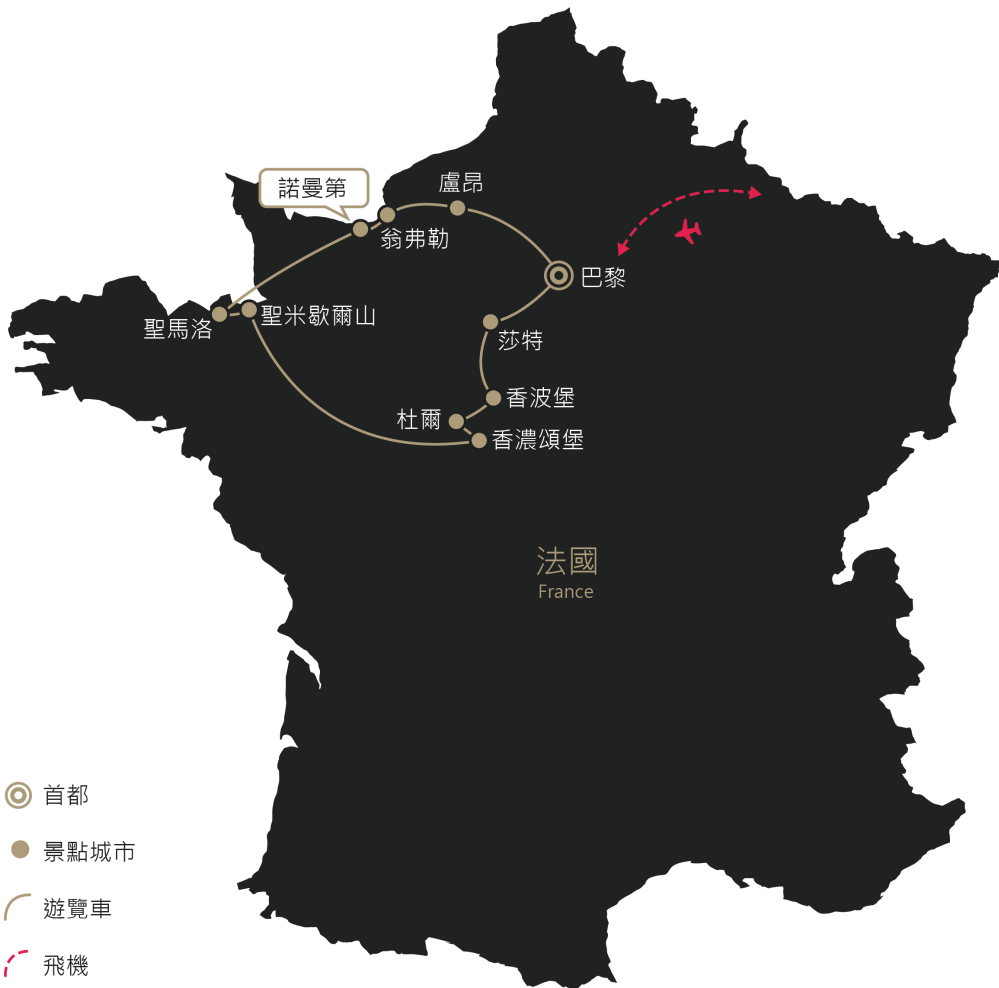 諾曼第
盧昂
翁弗勒
巴黎
聖米歇爾山
聖馬洛
莎特
香波堡
杜爾
香濃頌堡
法國
France
首都
景點城市
遊覽車
飛機